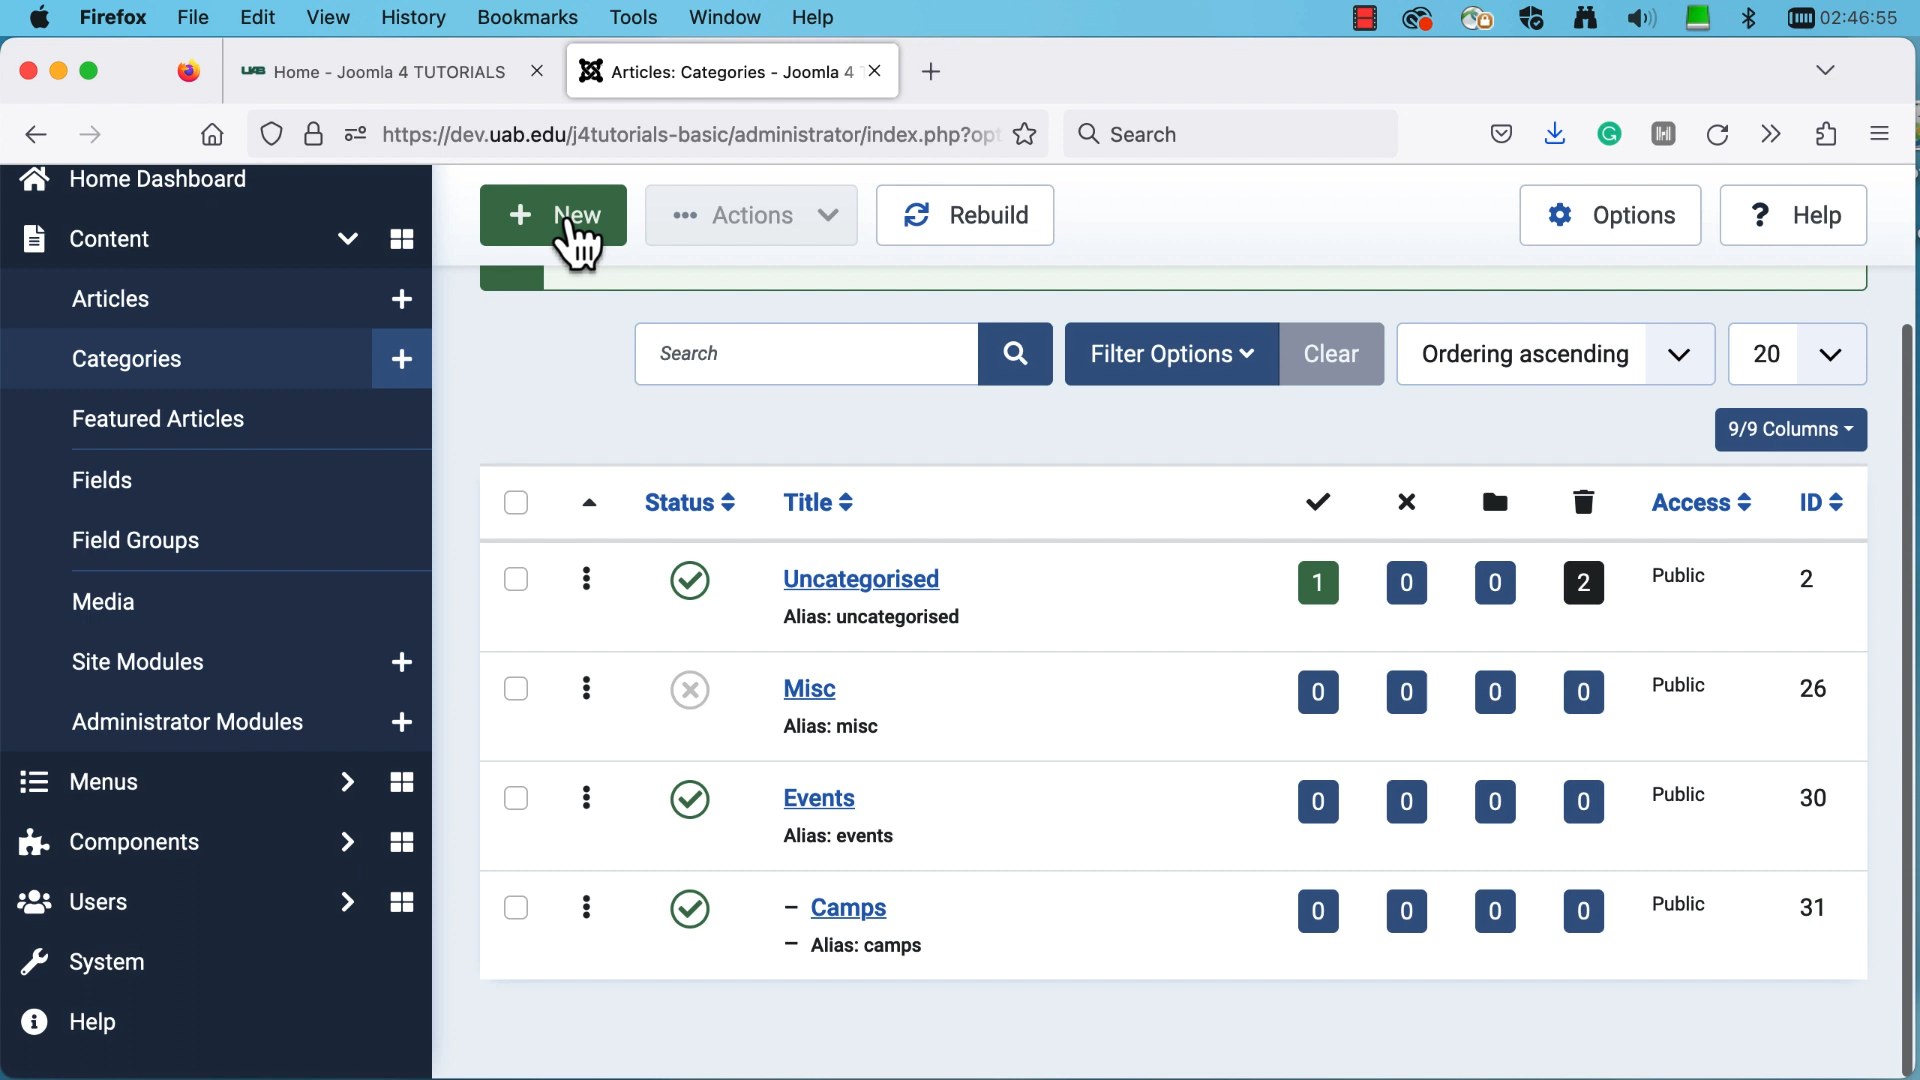 Firefox File Edit View History Bookmarks Tools Window Help 02:46:55
UAB Home - Joomla 4 TUTORIALS Articles: Categories - Joomla 4
https://dev.uab.edu/j4tutorials-basic/administrator/index.php?opt Search
Home Dashboard
Content
Articles
Categories
Featured Articles
Fields
Field Groups
Media
Site Modules
Administrator Modules
Menus
Components
Users
System
Help
New Actions Rebuild Options Help
Search Filter Options Clear Ordering ascending 20
9/9 Columns
Status Title Access ID
Uncategorised 1 0 0 2 Public 2
Alias: uncategorised
Misc 0 0 0 0 Public 26
Alias: misc
Events 0 0 0 0 Public 30
Alias: events
– Camps 0 0 0 0 Public 31
– Alias: camps